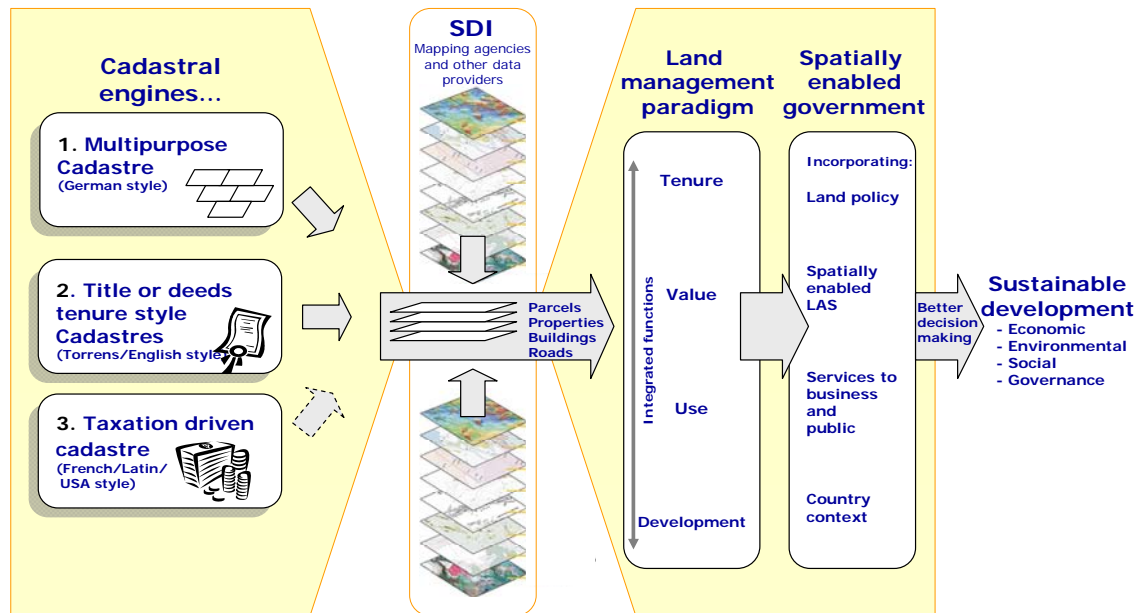 Cadastral
engines...
1. Multipurpose
Cadastre
(German style)
2. Title or deeds
tenure style
Cadastres
(Torrens/English style)
3. Taxation driven
cadastre
(French/Latin/
USA style)
SDI
Mapping agencies
and other data
providers
Parcels
Properties
Buildings
Roads
Land
management
paradigm
Integrated functions
Tenure
Value
Use
Development
Spatially
enabled
government
Incorporating:
Land policy
Spatially
enabled
LAS
Services to
business
and
public
Country
context
Better
decision
making
Sustainable
development
- Economic
- Environmental
- Social
- Governance